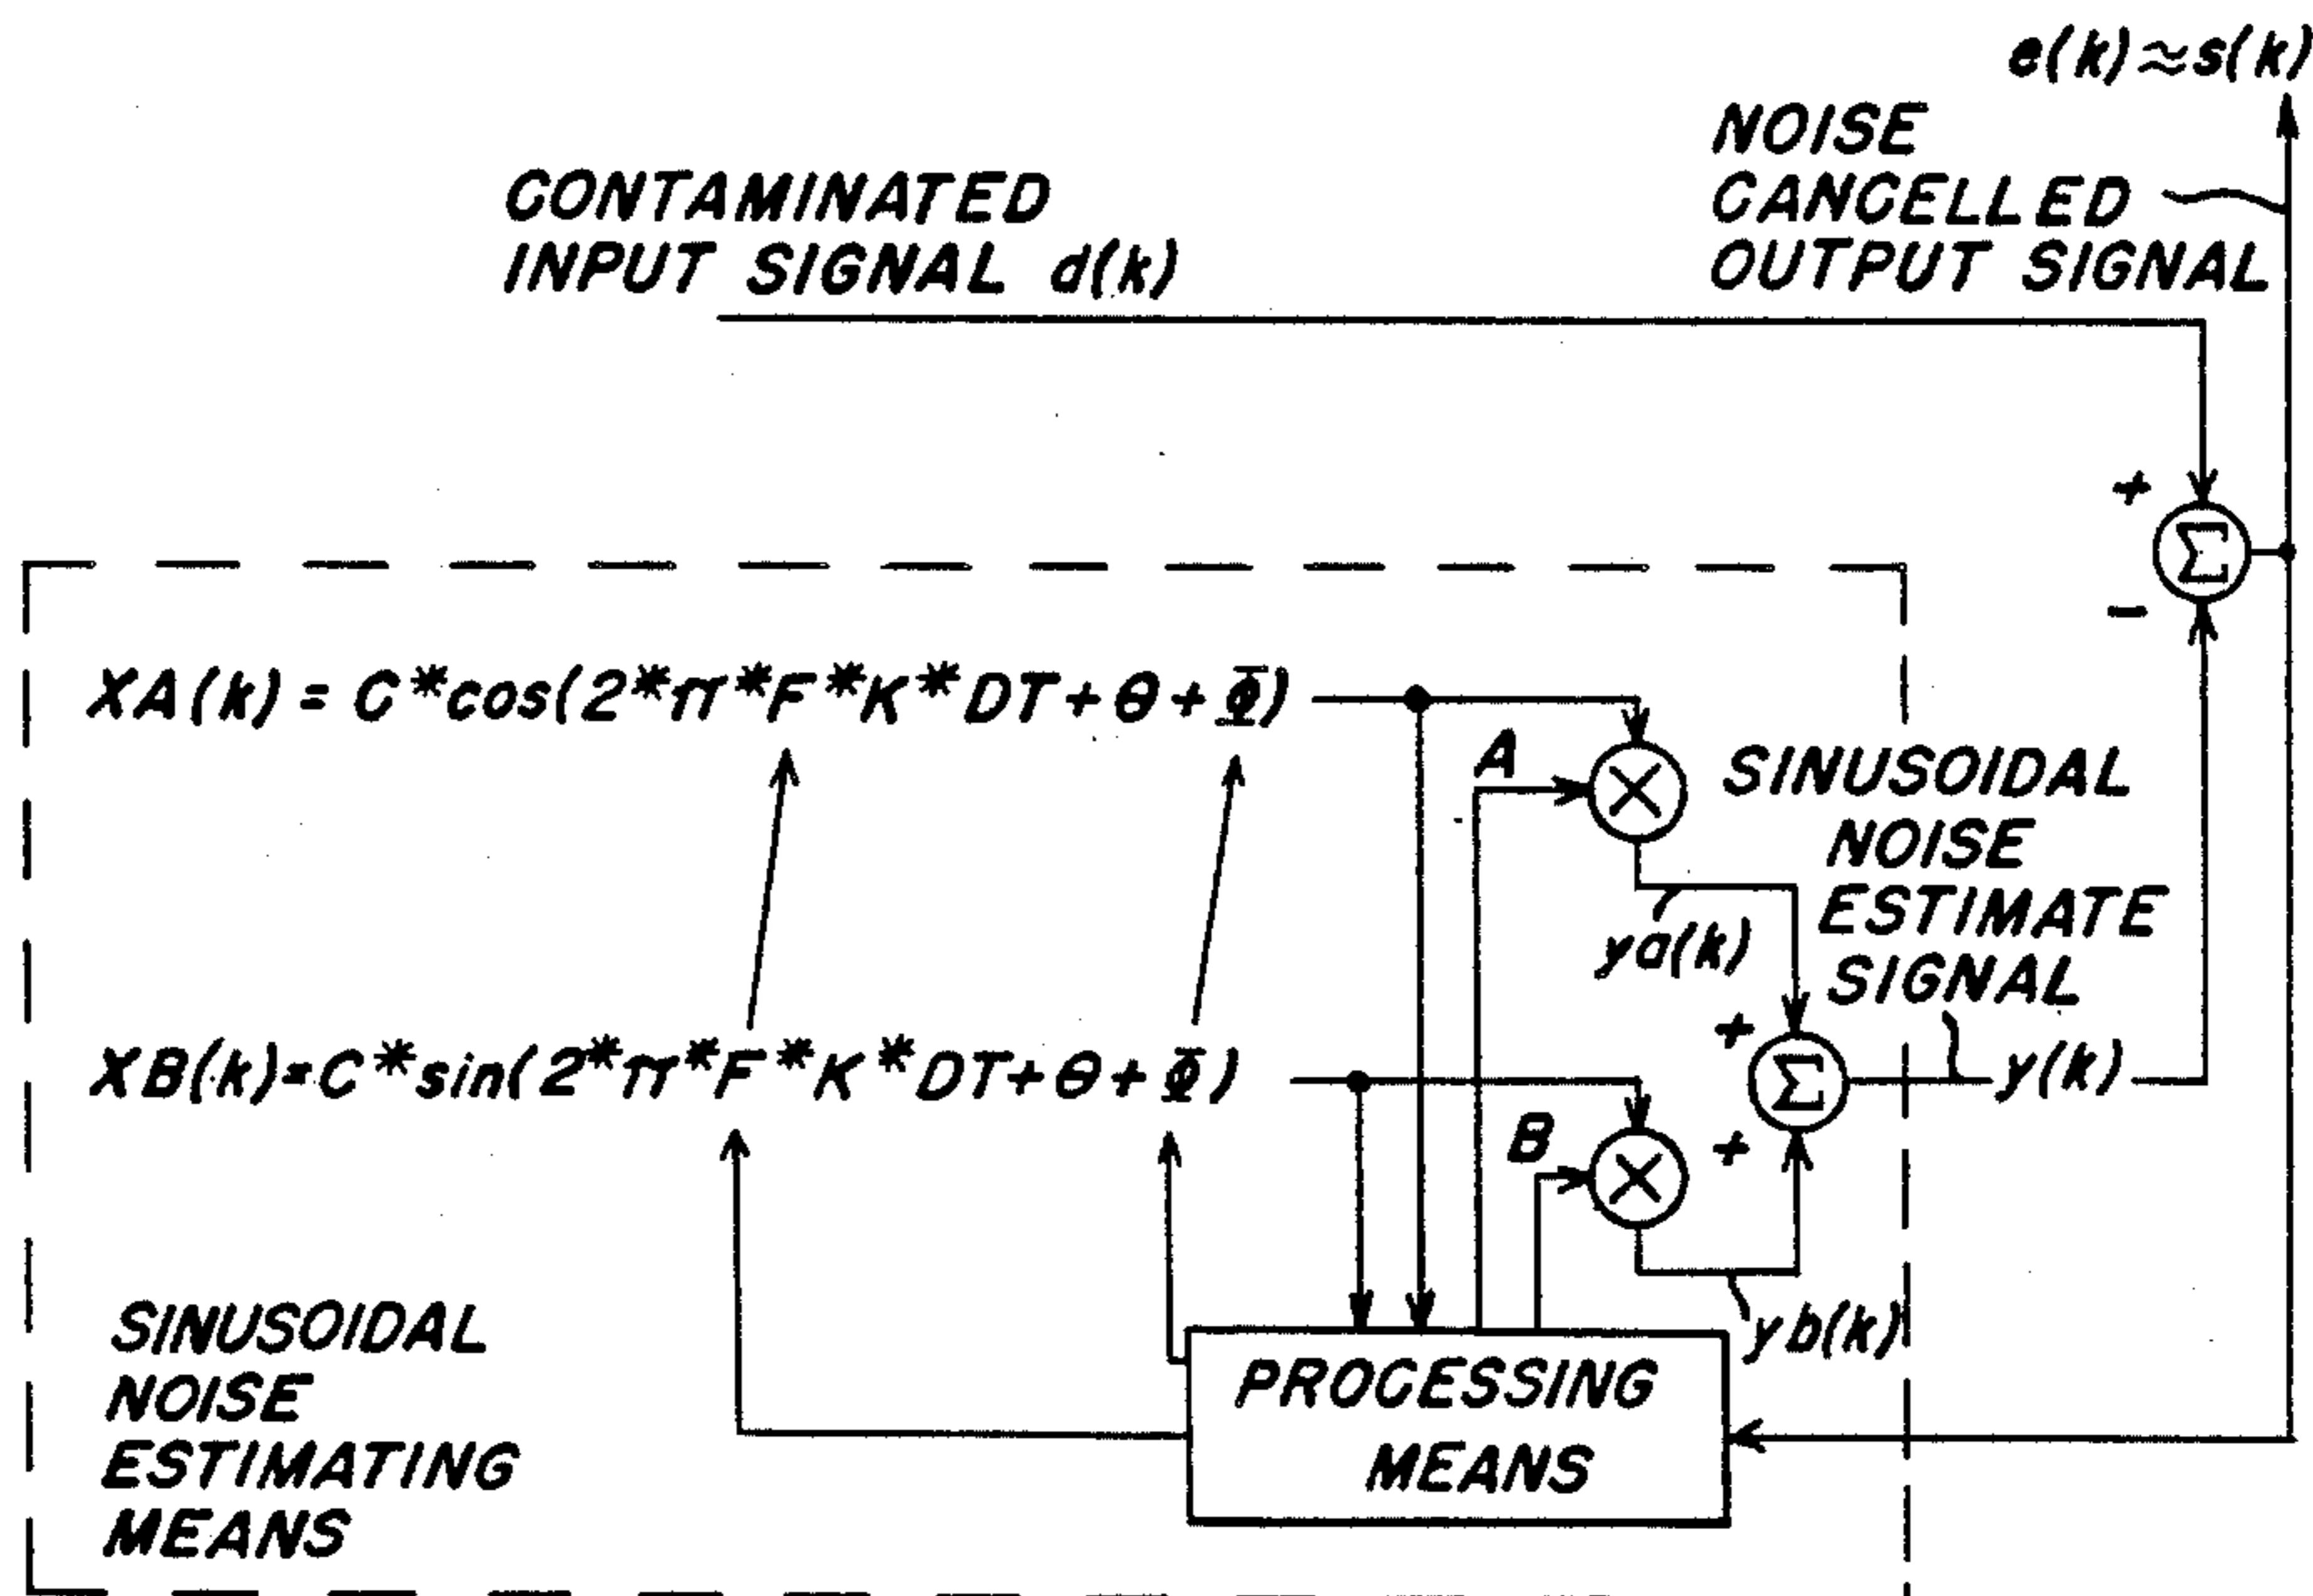 e(k)≈s(k)
NOISE
CANCELLED
OUTPUT SIGNAL
CONTAMINATED
INPUT SIGNAL d(k)
+
Σ
-
XA(k) = C*cos(2*π*F*K*DT+θ+Φ)
A
×
SINUSOIDAL
NOISE
ESTIMATE
SIGNAL
ya(k)
+
XB(k)=C*sin(2*π*F*K*DT+θ+Φ)
Σ
y(k)
B
×
+
yb(k)
SINUSOIDAL
NOISE
ESTIMATING
MEANS
PROCESSING
MEANS